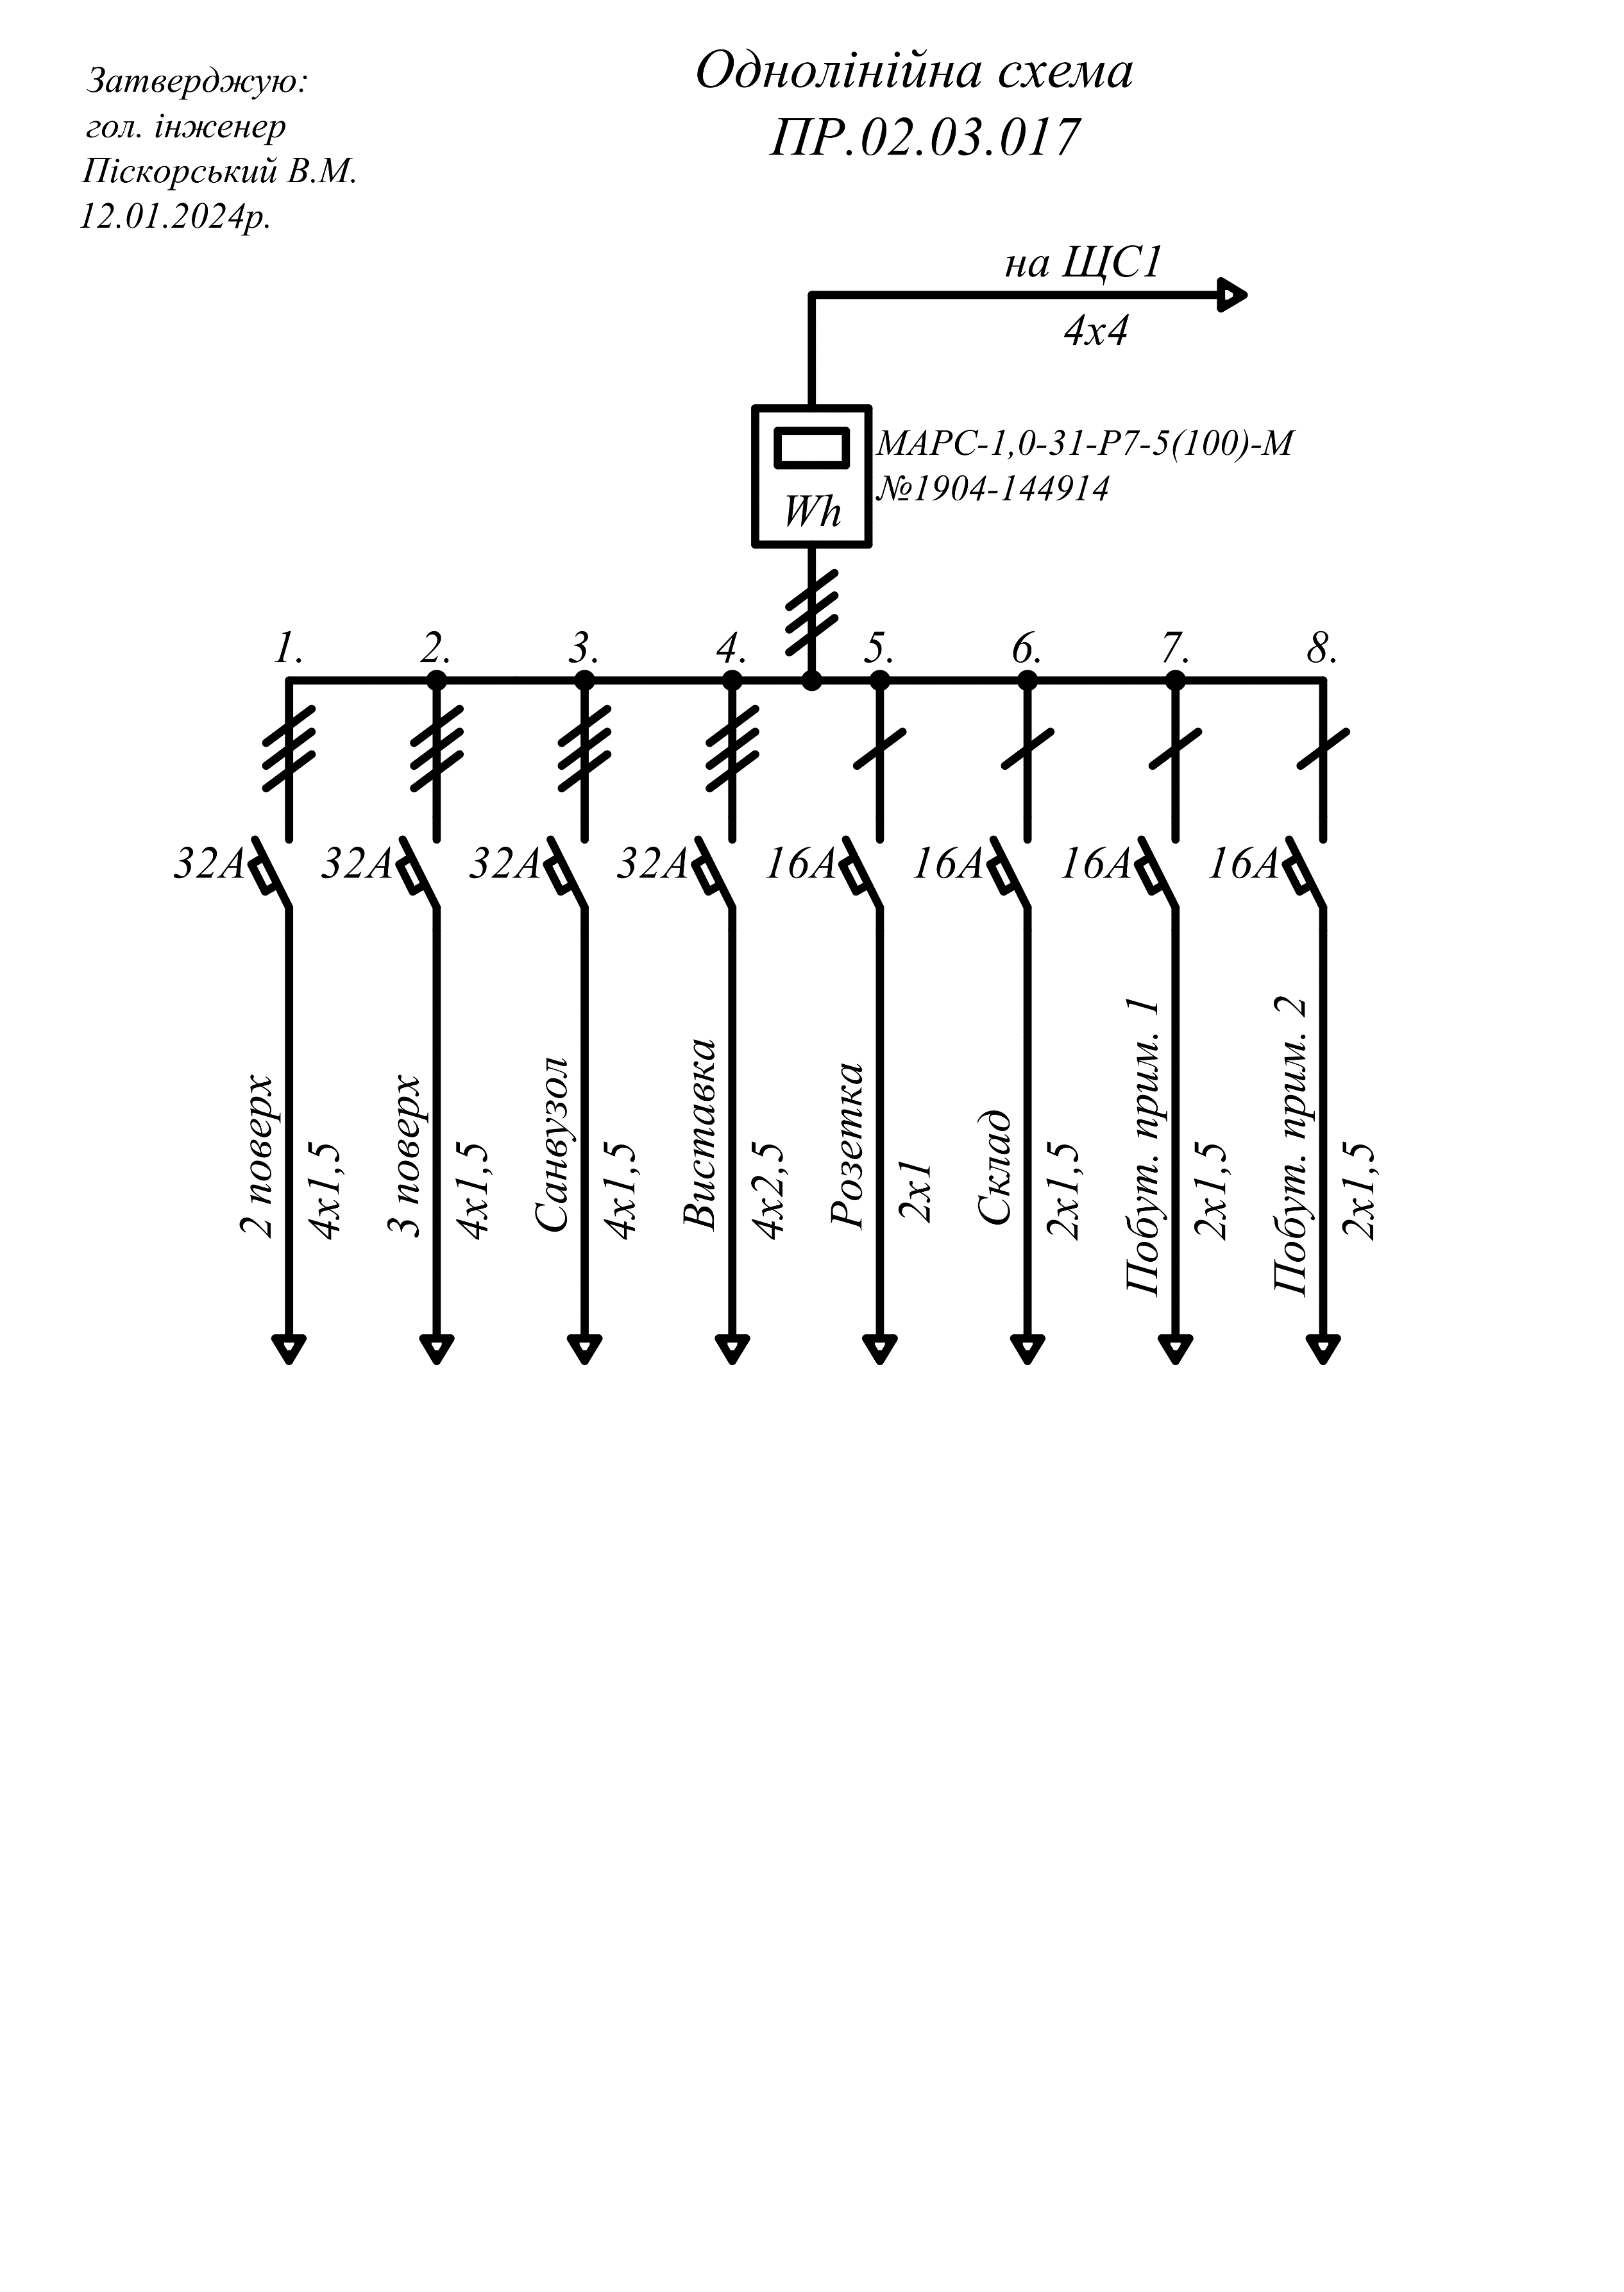 Затверджую:
гол. інженер
Піскорський В.М.
12.01.2024р.
Однолінійна схема
ПР.02.03.017
на ЩС1
4х4
МАРС-1,0-31-Р7-5(100)-М
№1904-144914
Wh
1. 2. 3. 4. 5. 6. 7. 8.
32А 32А 32А 32А 16А 16А 16А 16А
2 поверх
4х1,5
3 поверх
4х1,5
Санвузол
4х1,5
Виставка
4х2,5
Розетка
2х1
Склад
2х1,5
Побут. прим. 1
2х1,5
Побут. прим. 2
2х1,5